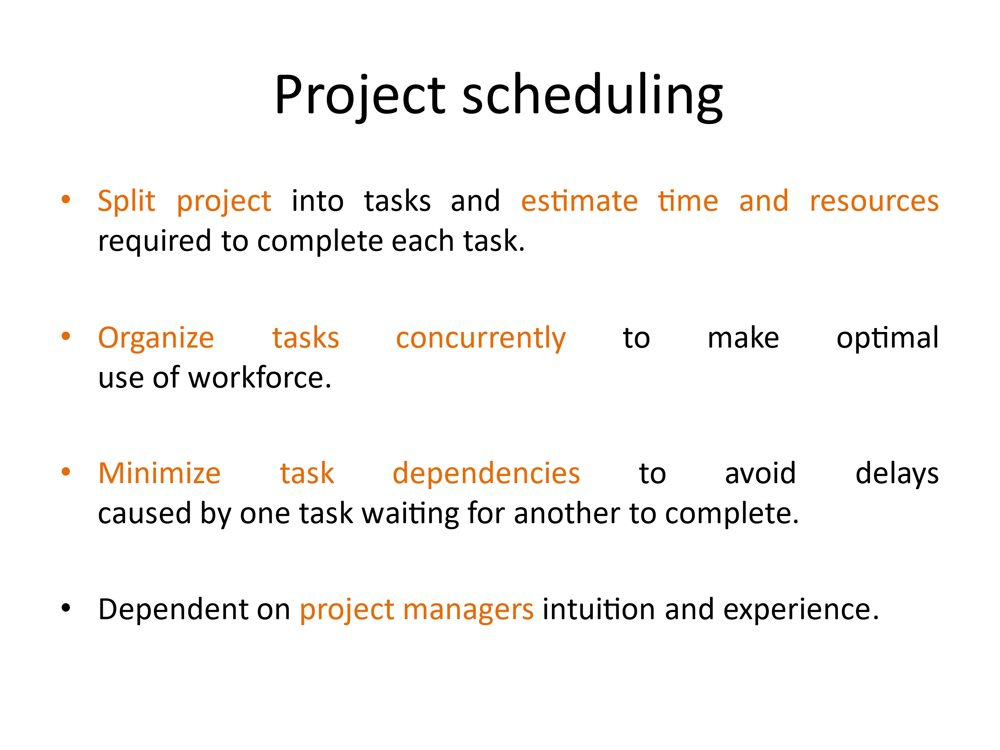 Project scheduling
• Split project into tasks and estimate time and resources
required to complete each task.
• Organize tasks concurrently to make optimal
use of workforce.
• Minimize task dependencies to avoid delays
caused by one task waiting for another to complete.
• Dependent on project managers intuition and experience.